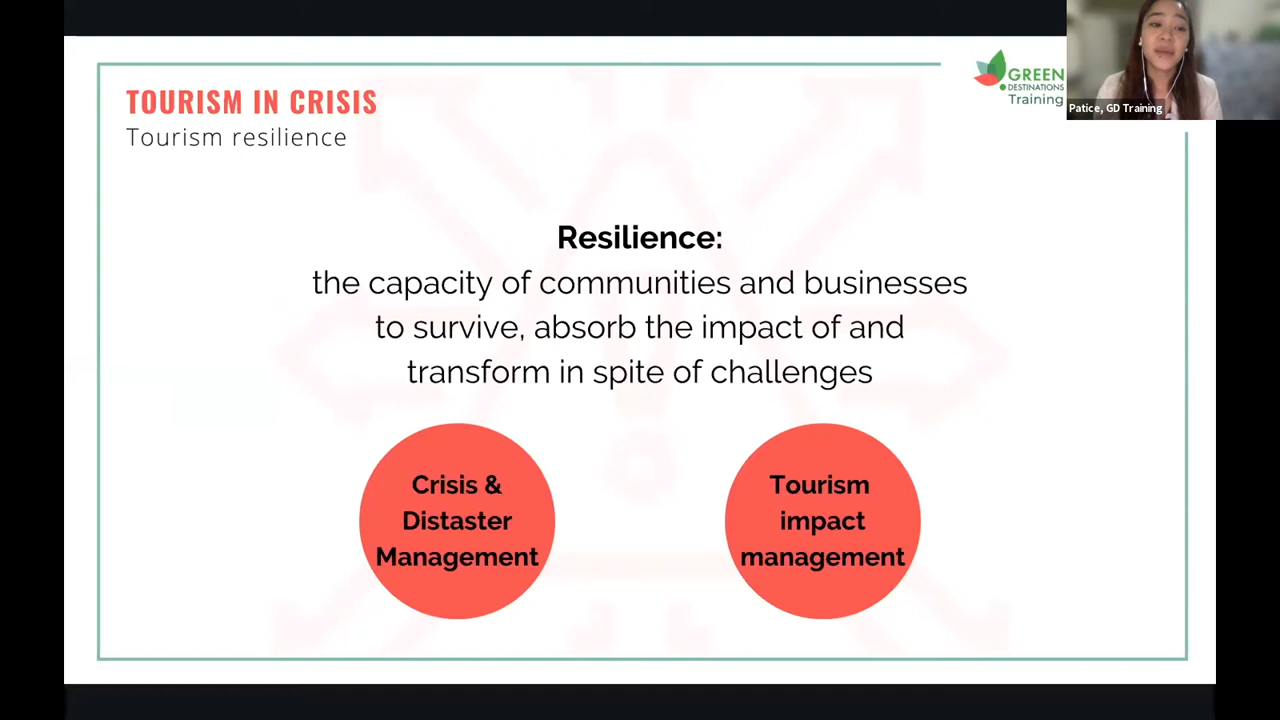 TOURISM IN CRISIS
Tourism resilience
GREEN
DESTINATIONS
Training
Patice, GD Training
Resilience:
the capacity of communities and businesses
to survive, absorb the impact of and
transform in spite of challenges
Crisis &
Distaster
Management
Tourism
impact
management